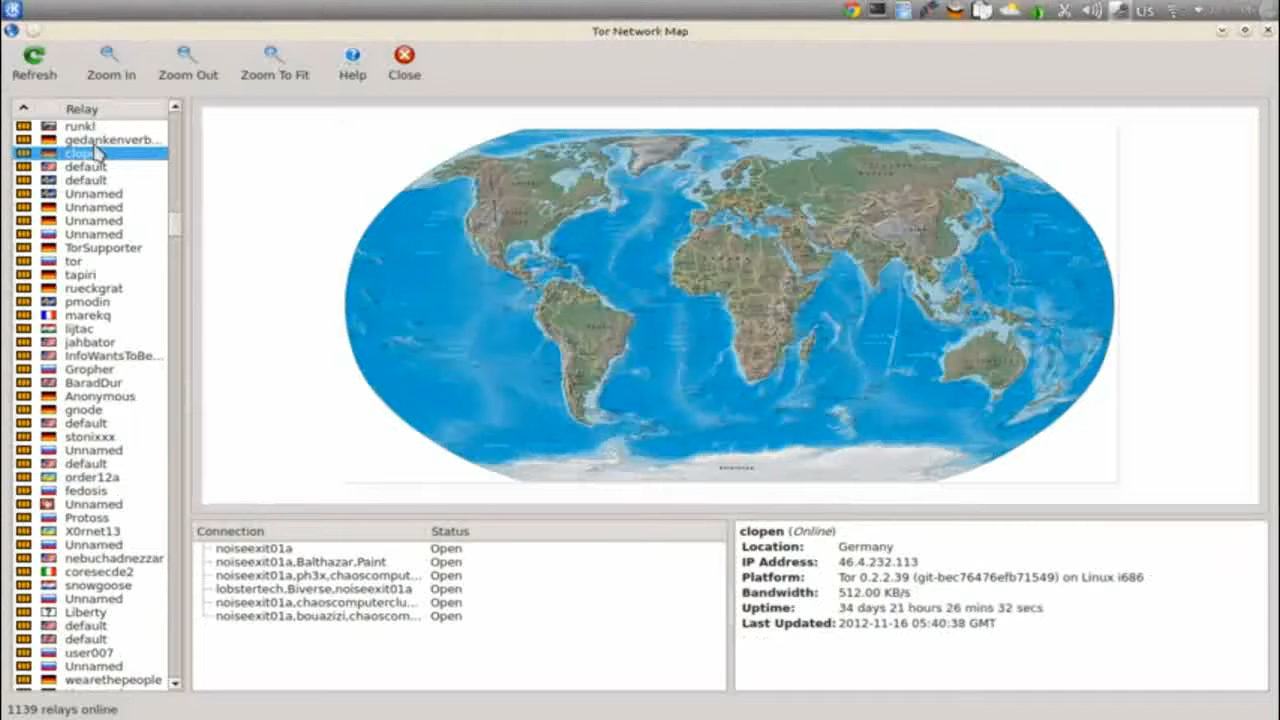 US
Tor Network Map
Refresh Zoom In Zoom Out Zoom To Fit Help Close
Relay
runkl
gedankenverb...
clopen
default
default
Unnamed
Unnamed
Unnamed
Unnamed
TorSupporter
tor
tapiri
rueckgrat
pmodin
marekq
lijtac
jahbator
InfoWantsToBe...
Gropher
BaradDur
Anonymous
gnode
default
stonixxx
Unnamed
default
order12a
fedosis
Unnamed
Protoss
X0rnet13
Unnamed
nebuchadnezzar
coresecde2
snowgoose
Unnamed
Liberty
default
default
user007
Unnamed
wearethepeople
Connection Status
noiseexit01a Open
noiseexit01a,Balthazar,Paint Open
noiseexit01a,ph3x,chaoscomput... Open
lobstertech,Biverse,noiseexit01a Open
noiseexit01a,chaoscomputerclu... Open
noiseexit01a,bouazizi,chaoscom... Open
clopen (Online)
Location: Germany
IP Address: 46.4.232.113
Platform: Tor 0.2.2.39 (git-bec76476efb71549) on Linux i686
Bandwidth: 512.00 KB/s
Uptime: 34 days 21 hours 26 mins 32 secs
Last Updated: 2012-11-16 05:40:38 GMT
1139 relays online